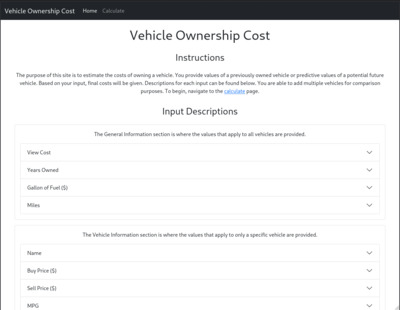 Vehicle Ownership Cost Home Calculate
Vehicle Ownership Cost
Instructions
The purpose of this site is to estimate the costs of owning a vehicle. You provide values of a previously owned vehicle or predictive values of a potential future
vehicle. Based on your input, final costs will be given. Descriptions for each input can be found below. You are able to add multiple vehicles for comparison
purposes. To begin, navigate to the calculate page.
Input Descriptions
The General Information section is where the values that apply to all vehicles are provided.
View Cost
Years Owned
Gallon of Fuel ($)
Miles
The Vehicle Information section is where the values that apply to only a specific vehicle are provided.
Name
Buy Price ($)
Sell Price ($)
MPG